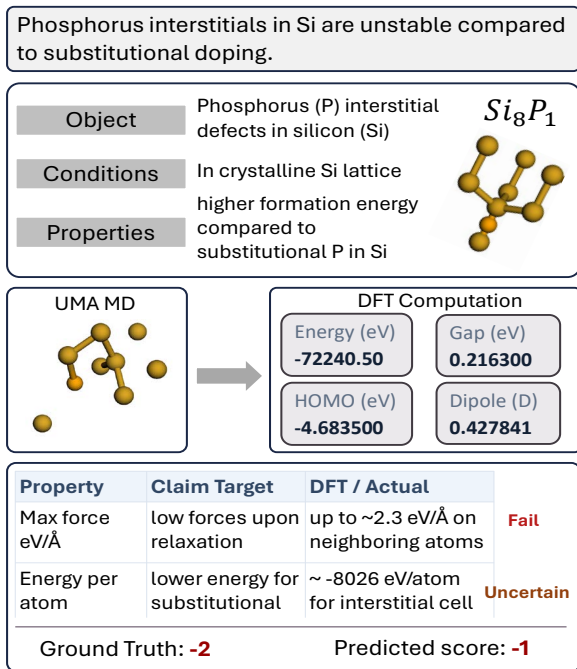 Phosphorus interstitials in Si are unstable compared
to substitutional doping.
Object
Phosphorus (P) interstitial
defects in silicon (Si)
Si₈P₁
Conditions
In crystalline Si lattice
Properties
higher formation energy
compared to
substitutional P in Si
UMA MD
DFT Computation
Energy (eV)
-72240.50
Gap (eV)
0.216300
HOMO (eV)
-4.683500
Dipole (D)
0.427841
Property Claim Target DFT / Actual
Max force low forces upon up to ~2.3 eV/Å on Fail
eV/Å relaxation neighboring atoms
Energy per lower energy for ~ -8026 eV/atom Uncertain
atom substitutional for interstitial cell
Ground Truth: -2 Predicted score: -1